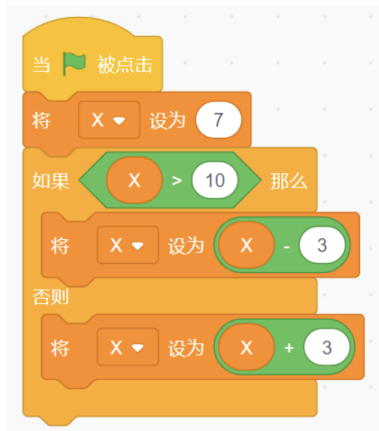 当 被点击
将 X 设为 7
如果 X > 10 那么
将 X 设为 X - 3
否则
将 X 设为 X + 3